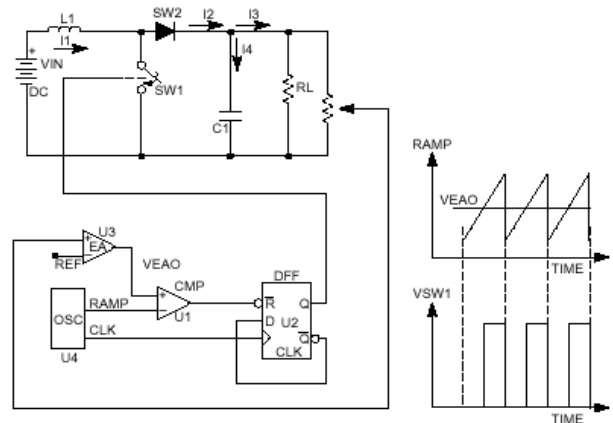 SW2
L1
I1
I2
I3
I4
+
VIN
DC
SW1
C1
RL
U3
+
EA
−
REF
VEAO
CMP
+
−
U1
OSC
RAMP
CLK
U4
DFF
R
Q
D
U2
Q
CLK
RAMP
VEAO
TIME
VSW1
TIME